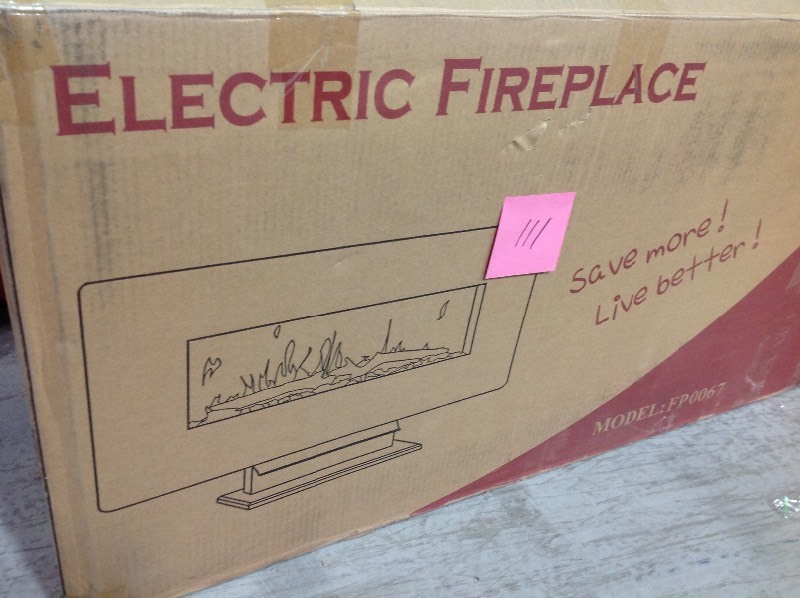 ELECTRIC FIREPLACE
111
Save more!
Live better!
MODEL: FP0067